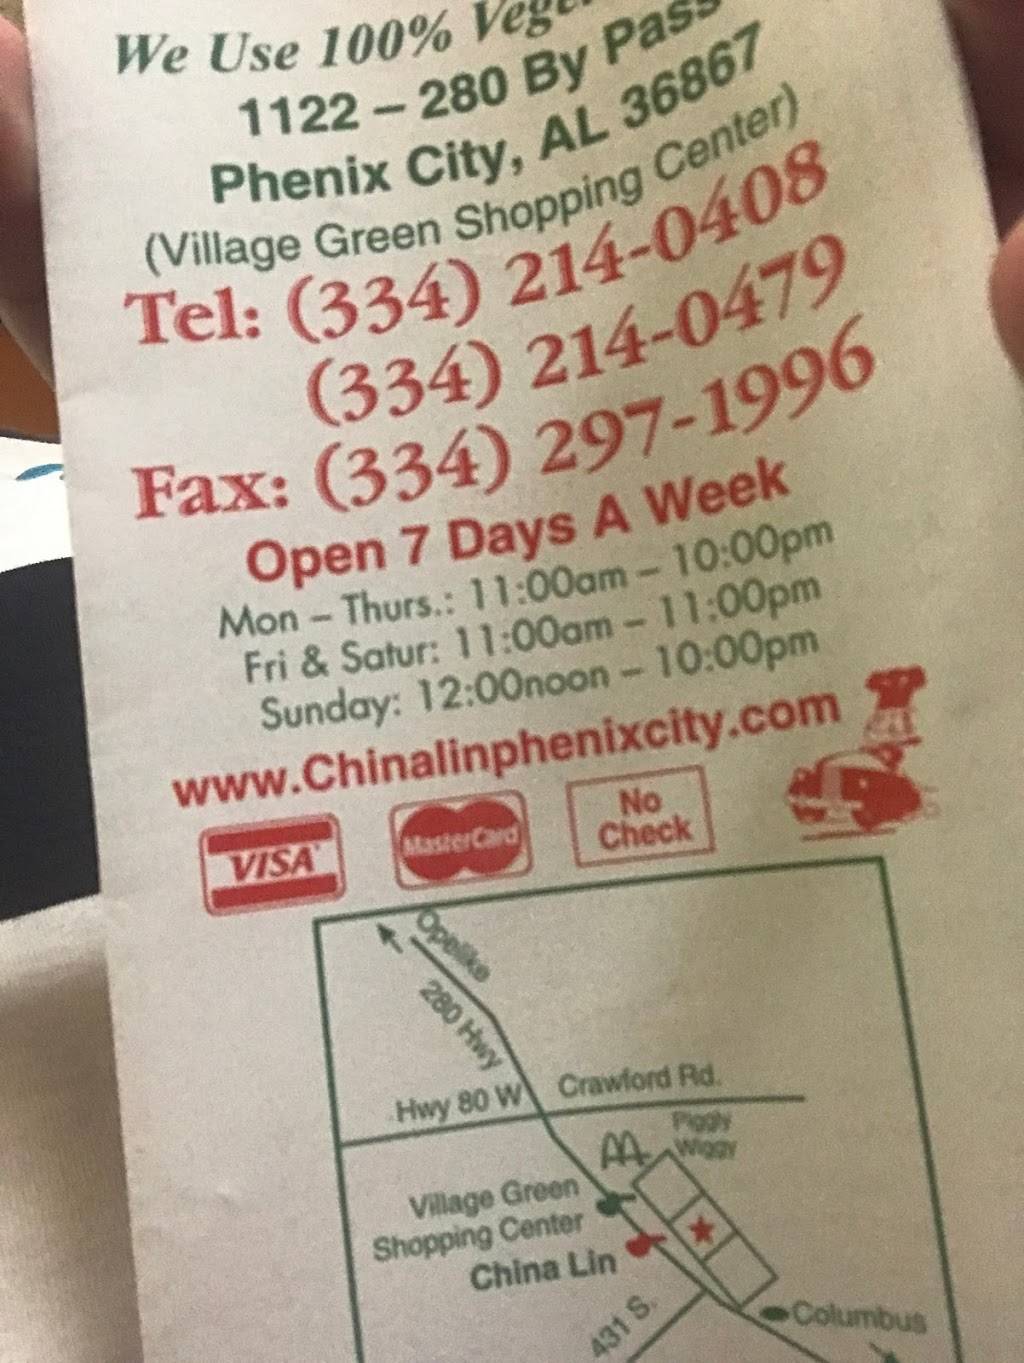 We Use 100%
1122 – 280 By Pass
Phenix City, AL 36867
(Village Green Shopping Center)
Tel: (334) 214-0408
(334) 214-0479
Fax: (334) 297-1996
Open 7 Days A Week
Mon – Thurs.: 11:00am – 10:00pm
Fri & Satur: 11:00am – 11:00pm
Sunday: 12:00noon – 10:00pm
www.Chinalinphenixcity.com
VISA
MasterCard
No
Check
Opelike
280 Hwy
Hwy 80 W
Crawford Rd.
Piggly
Wiggy
Village Green
Shopping Center
China Lin
431 S.
Columbus